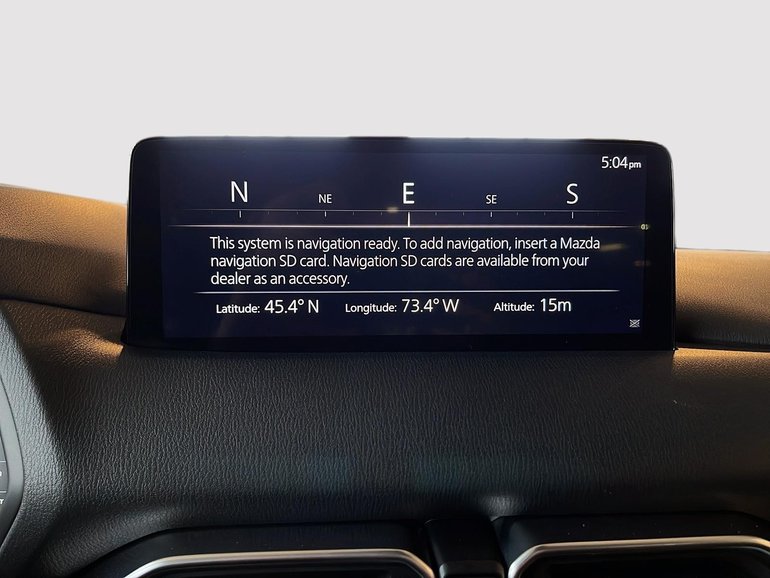 5:04pm
N NE E SE S
This system is navigation ready. To add navigation, insert a Mazda
navigation SD card. Navigation SD cards are available from your
dealer as an accessory.
Latitude: 45.4° N Longitude: 73.4° W Altitude: 15m